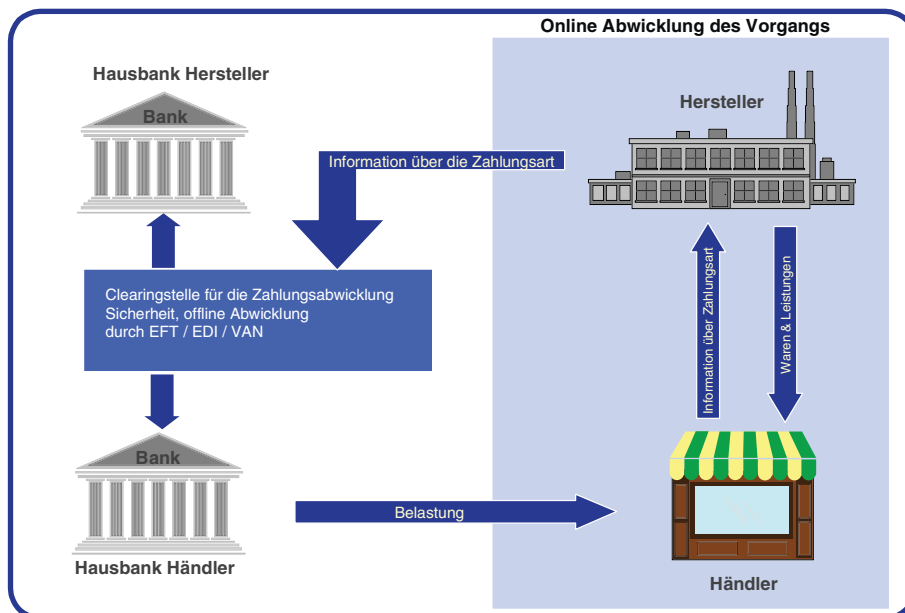 Online Abwicklung des Vorgangs
Hausbank Hersteller
Bank
Hersteller
Information über die Zahlungsart
Clearingstelle für die Zahlungsabwicklung
Sicherheit, offline Abwicklung
durch EFT / EDI / VAN
Information über Zahlungsart
Waren & Leistungen
Bank
Belastung
Hausbank Händler
Händler